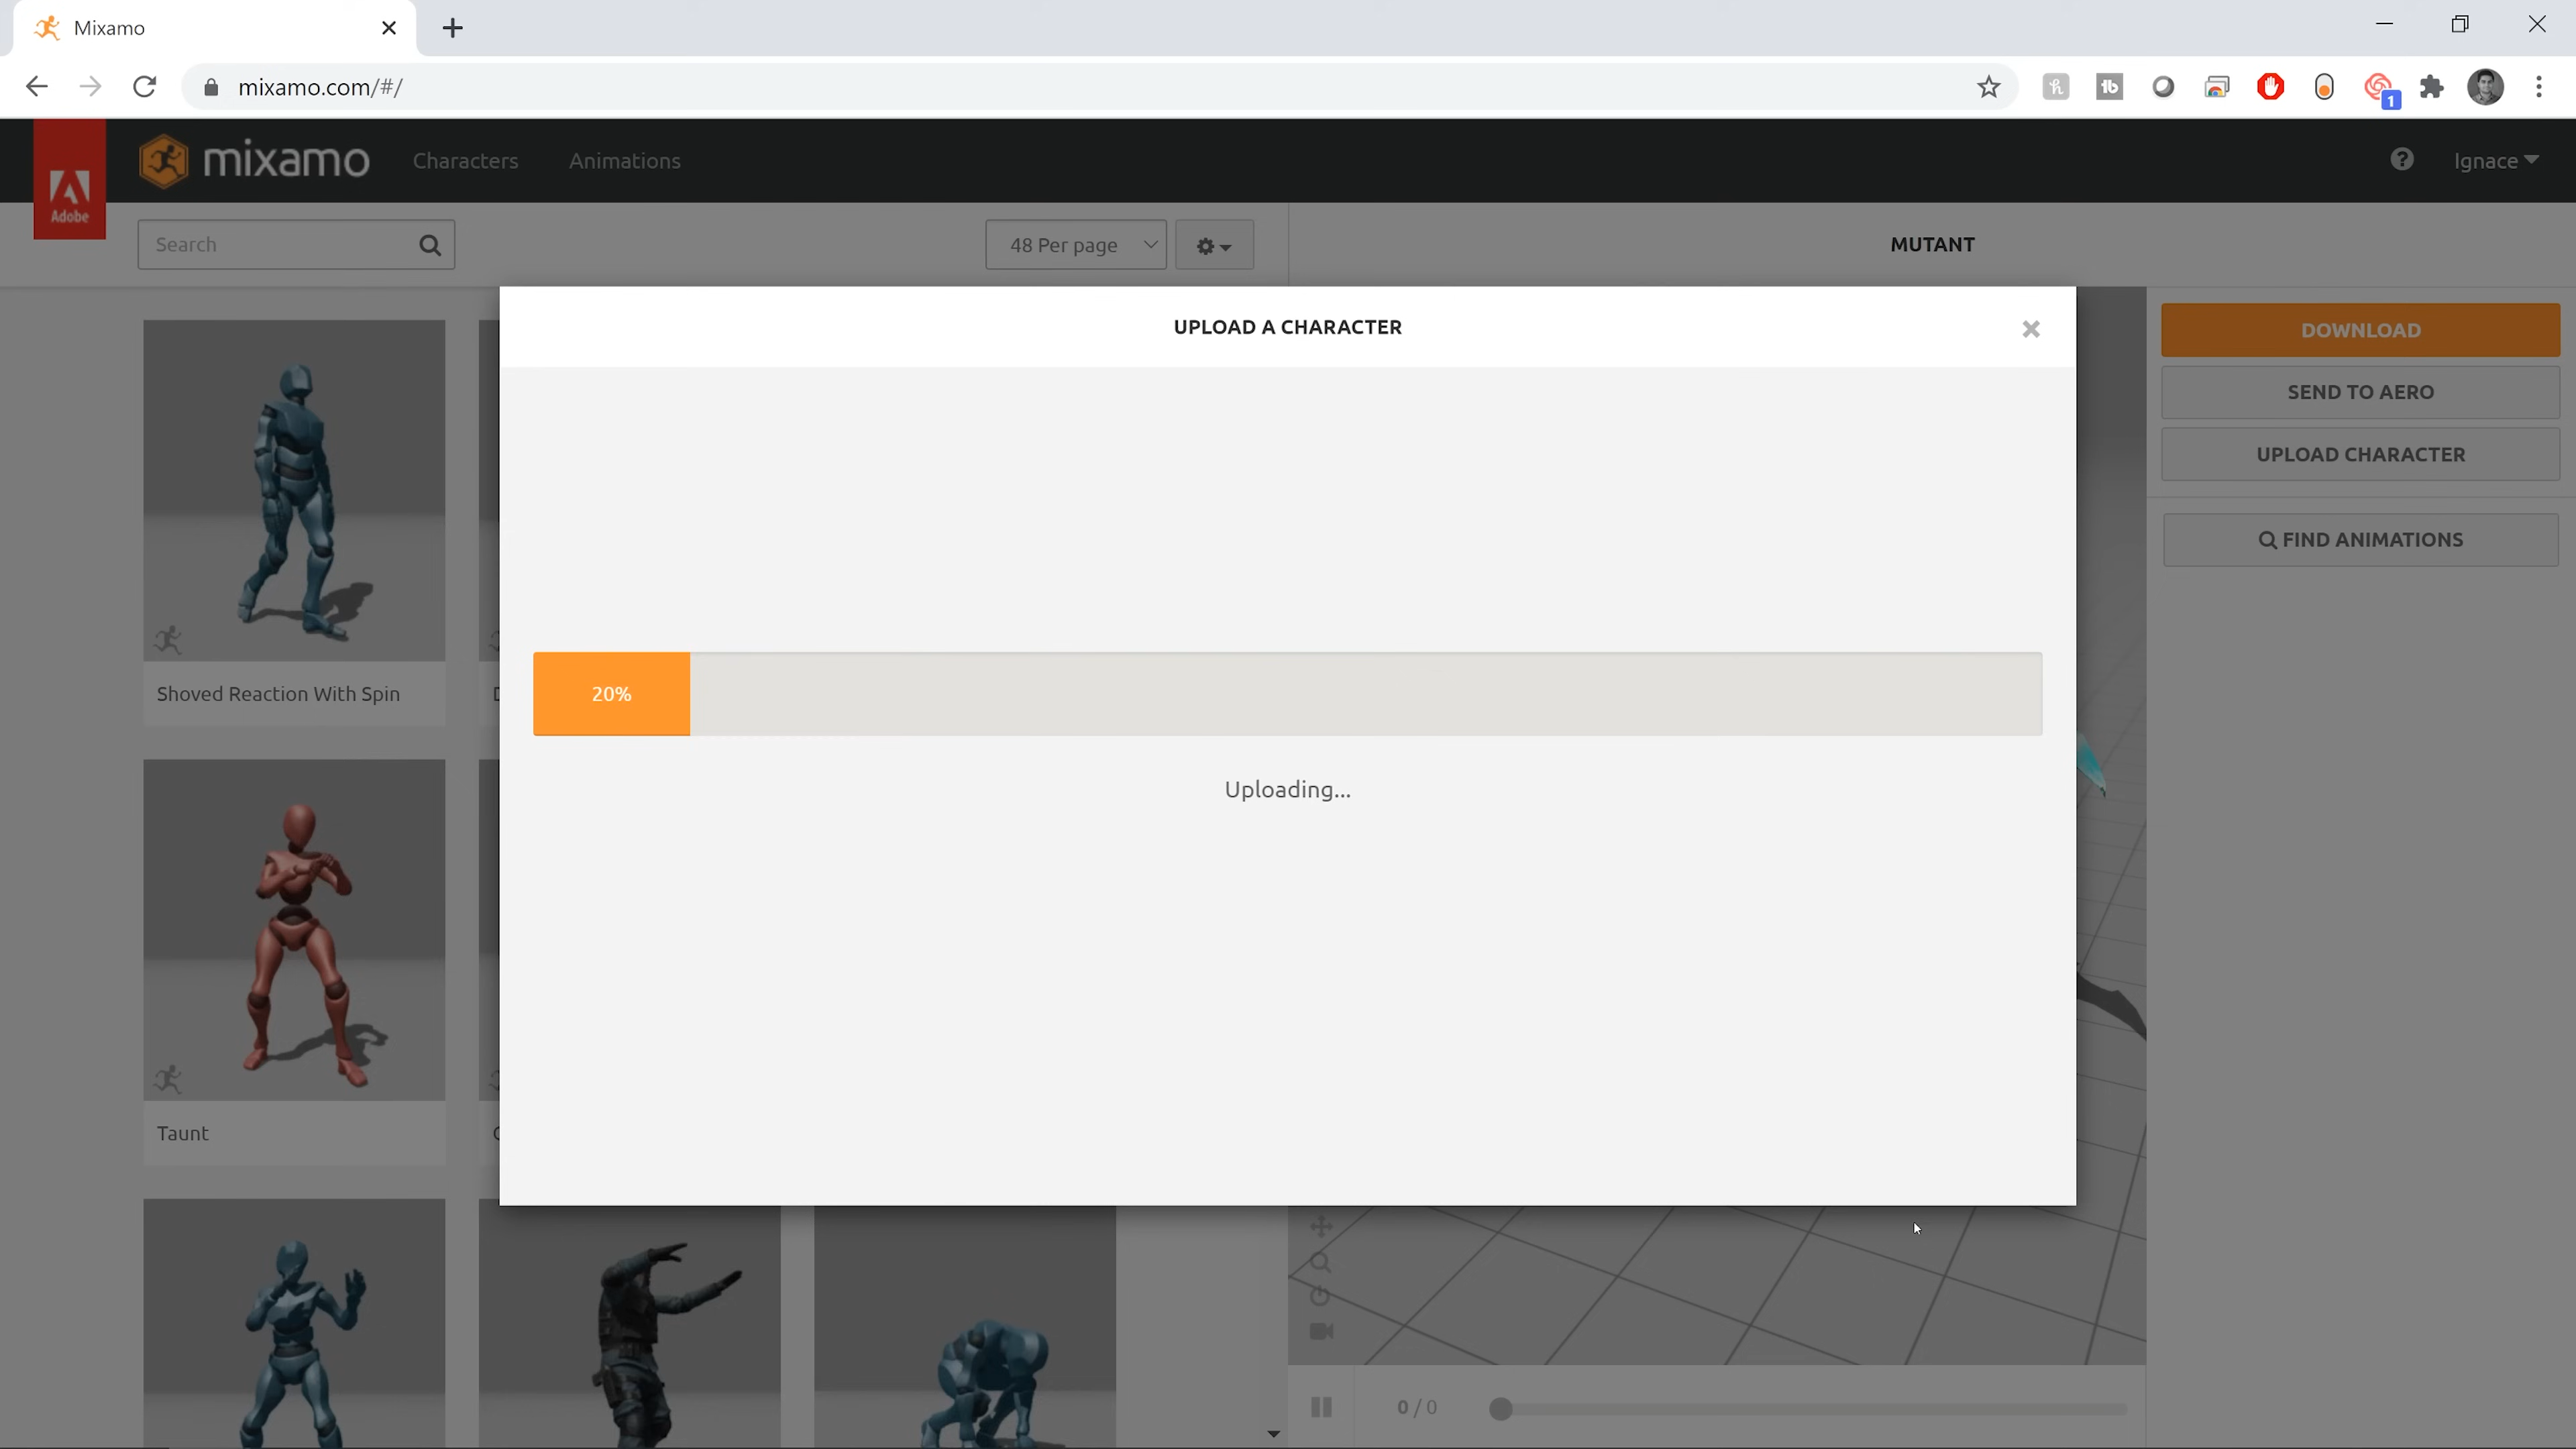 Mixamo
mixamo.com/#/
1
Adobe
mixamo
Characters
Animations
Ignace
Search
48 Per page
MUTANT
UPLOAD A CHARACTER
DOWNLOAD
SEND TO AERO
UPLOAD CHARACTER
FIND ANIMATIONS
20%
Uploading...
Shoved Reaction With Spin
Taunt
0 / 0